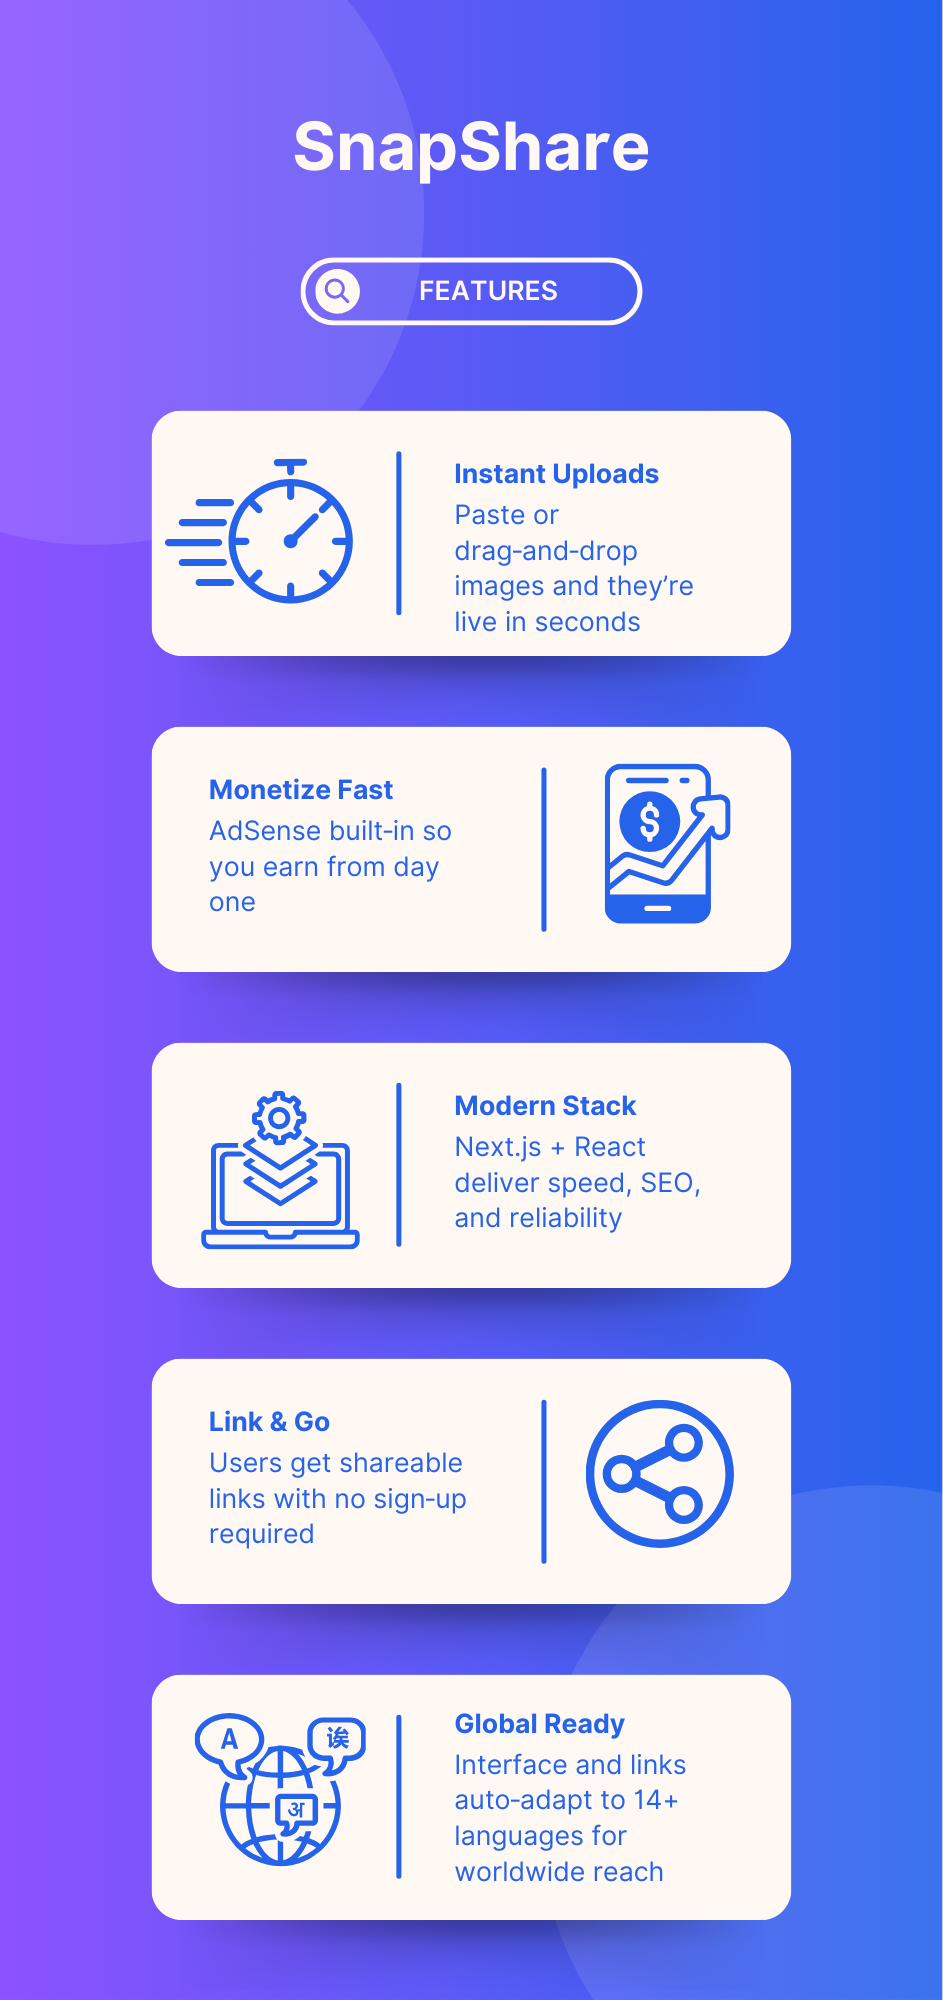 SnapShare
FEATURES
Instant Uploads
Paste or
drag-and-drop
images and they’re
live in seconds
Monetize Fast
AdSense built-in so
you earn from day
one
$
Modern Stack
Next.js + React
deliver speed, SEO,
and reliability
Link & Go
Users get shareable
links with no sign-up
required
A
诶
अ
Global Ready
Interface and links
auto-adapt to 14+
languages for
worldwide reach